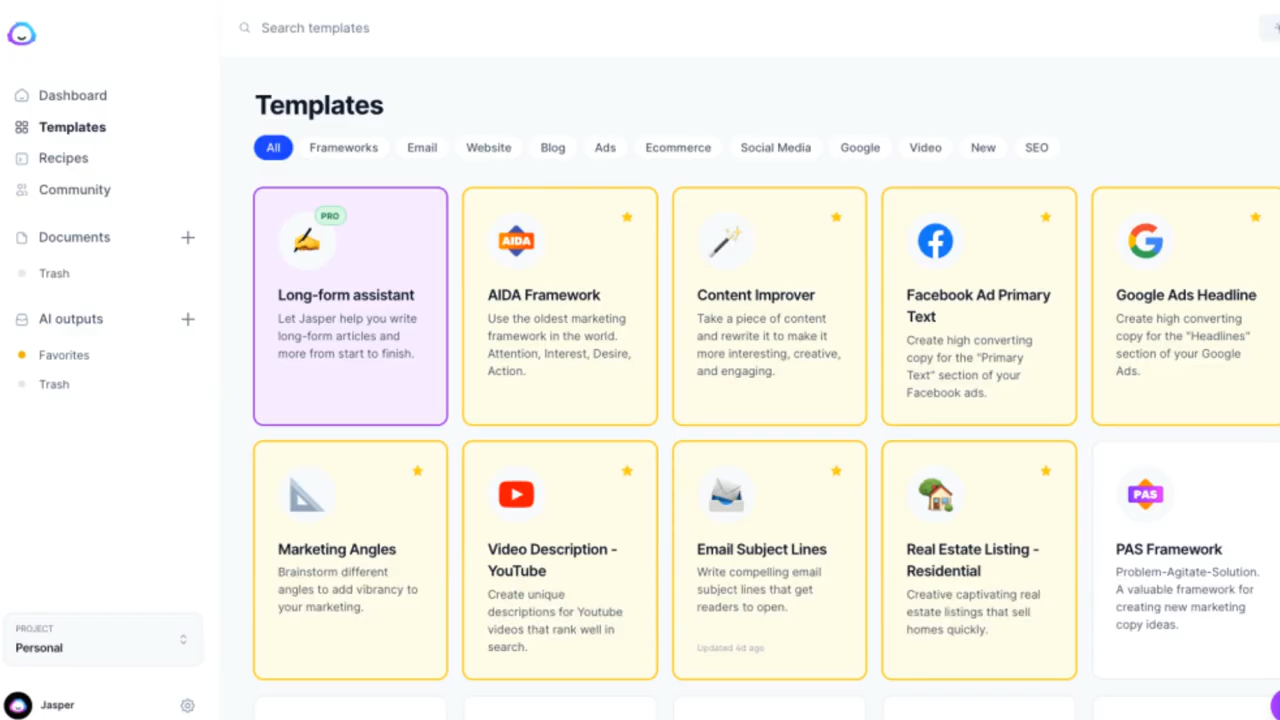 Search templates
Dashboard
Templates
Recipes
Community
Documents
Trash
AI outputs
Favorites
Trash
PROJECT
Personal
Jasper
Templates
All
Frameworks
Email
Website
Blog
Ads
Ecommerce
Social Media
Google
Video
New
SEO
PRO
Long-form assistant
Let Jasper help you write
long-form articles and
more from start to finish.
AIDA
AIDA Framework
Use the oldest marketing
framework in the world.
Attention, Interest, Desire,
Action.
Content Improver
Take a piece of content
and rewrite it to make it
more interesting, creative,
and engaging.
Facebook Ad Primary
Text
Create high converting
copy for the "Primary
Text" section of your
Facebook ads.
Google Ads Headline
Create high converting
copy for the "Headlines"
section of your Google
Ads.
Marketing Angles
Brainstorm different
angles to add vibrancy to
your marketing.
Video Description -
YouTube
Create unique
descriptions for Youtube
videos that rank well in
search.
Email Subject Lines
Write compelling email
subject lines that get
readers to open.
Updated 4d ago
Real Estate Listing -
Residential
Creative captivating real
estate listings that sell
homes quickly.
PAS
PAS Framework
Problem-Agitate-Solution.
A valuable framework for
creating new marketing
copy ideas.